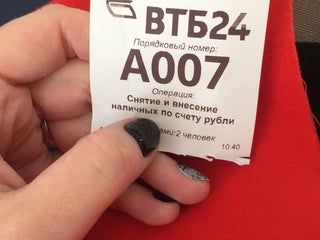 ВТБ24
Порядковый номер:
А007
Операция:
Снятие и внесение
наличных по счету рубли
2 человек
10:40